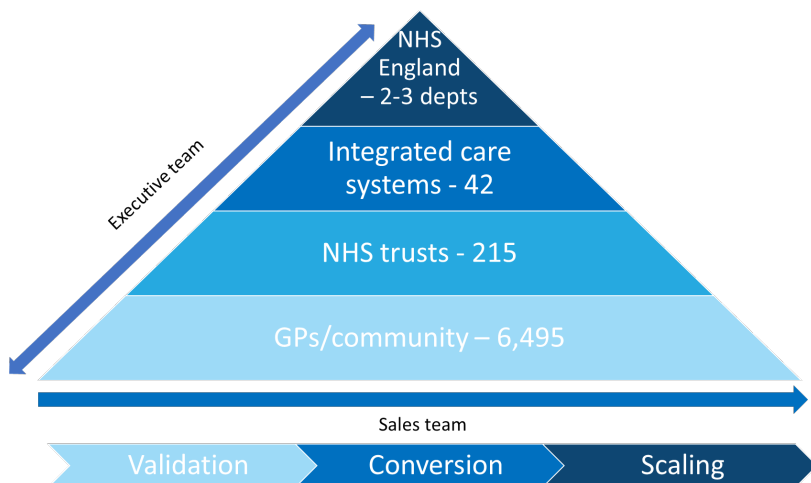 NHS
England
– 2-3 depts
Integrated care
systems - 42
NHS trusts - 215
GPs/community – 6,495
Executive team
Sales team
Validation
Conversion
Scaling